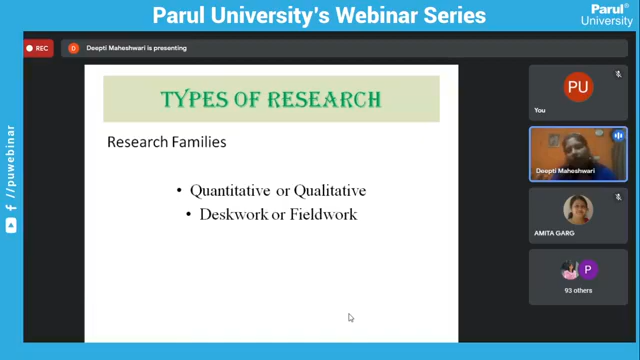 Parul University's Webinar Series
Parul®
University
REC
D
Deepti Maheshwari is presenting
TYPES OF RESEARCH
Research Families
• Quantitative or Qualitative
• Deskwork or Fieldwork
PU
You
Deepti Maheshwari
AMITA GARG
P
93 others
/puwebinar